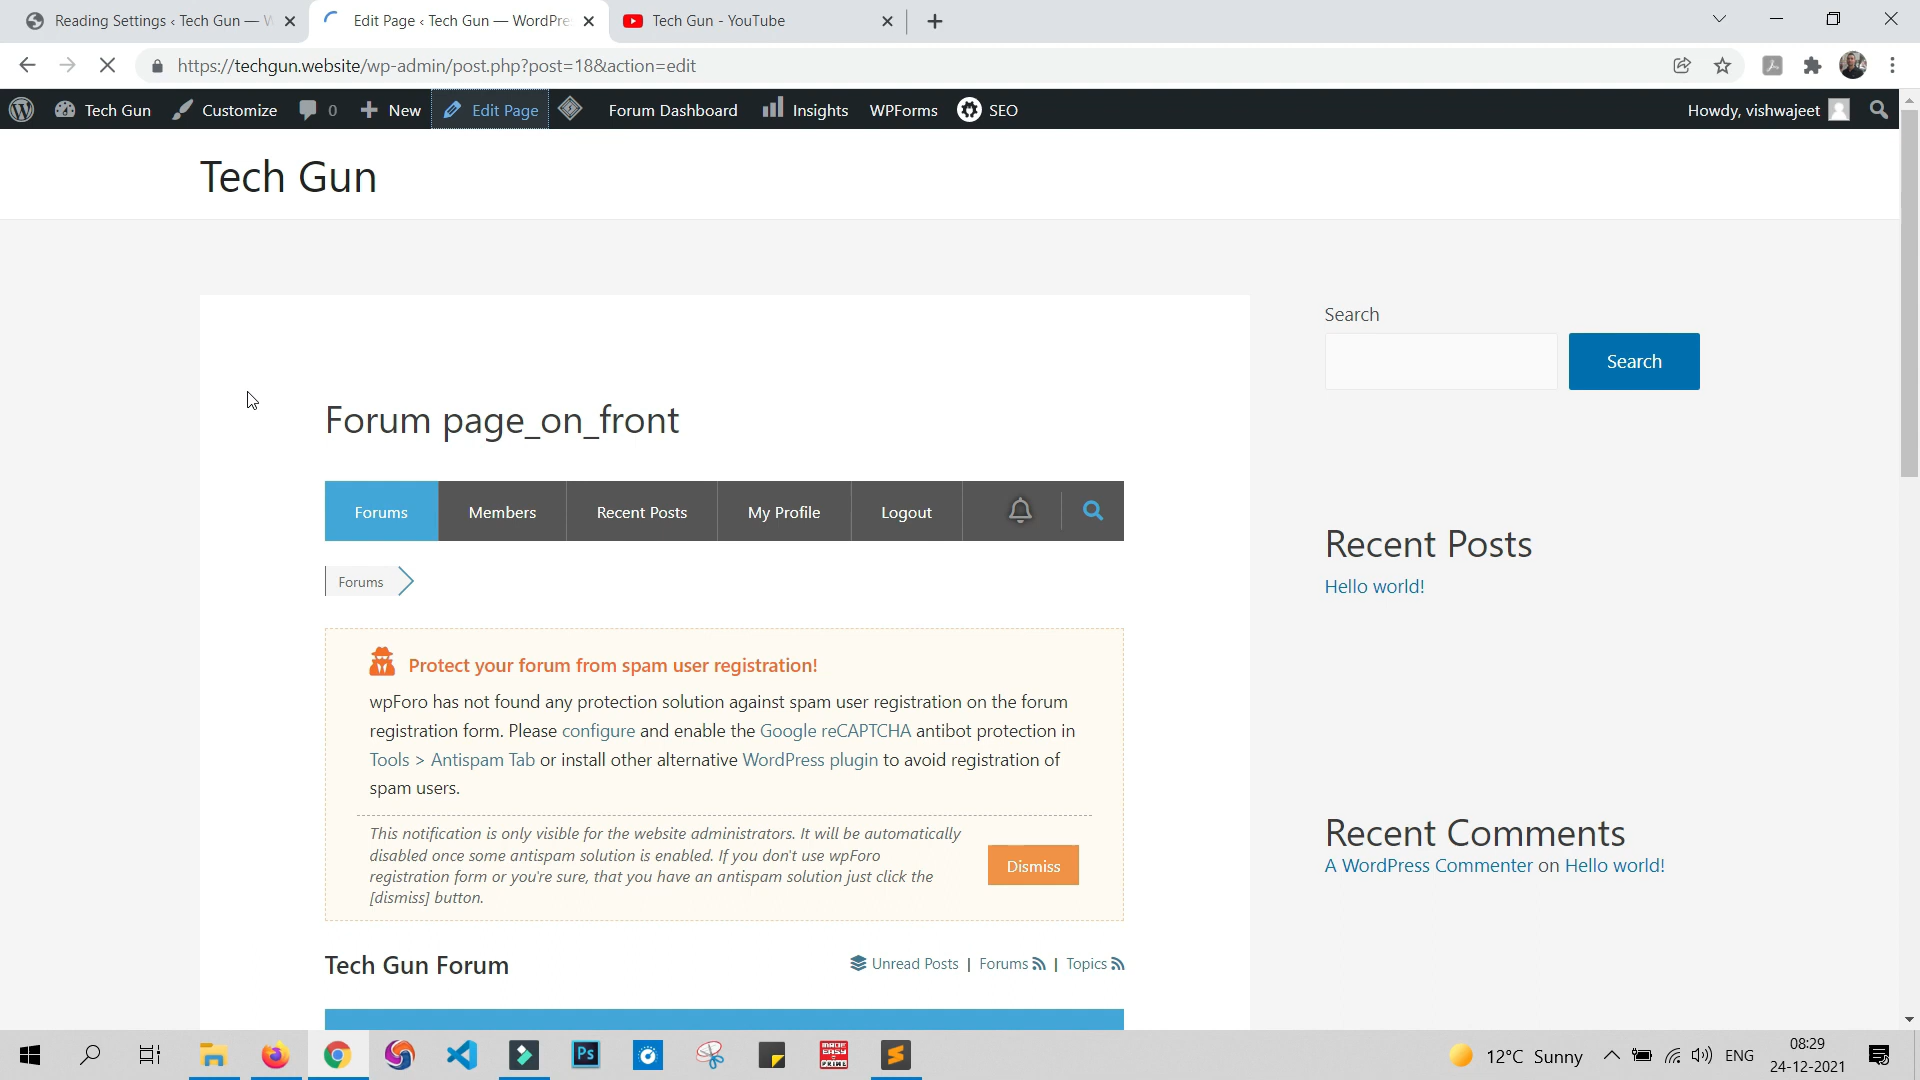 Reading Settings ‹ Tech Gun — W
Edit Page ‹ Tech Gun — WordPre
Tech Gun - YouTube
https://techgun.website/wp-admin/post.php?post=18&action=edit
Tech Gun
Customize
0
New
Edit Page
Forum Dashboard
Insights
WPForms
SEO
Howdy, vishwajeet
Tech Gun
Search
Search
Forum page_on_front
Forums
Members
Recent Posts
My Profile
Logout
Recent Posts
Hello world!
Forums
Protect your forum from spam user registration!
wpForo has not found any protection solution against spam user registration on the forum
registration form. Please configure and enable the Google reCAPTCHA antibot protection in
Tools > Antispam Tab or install other alternative WordPress plugin to avoid registration of
spam users.
This notification is only visible for the website administrators. It will be automatically
disabled once some antispam solution is enabled. If you don't use wpForo
registration form or you're sure, that you have an antispam solution just click the
[dismiss] button.
Dismiss
Recent Comments
A WordPress Commenter on Hello world!
Tech Gun Forum
Unread Posts | Forums | Topics
Ps
MADE EASY PRIME
12°C Sunny
ENG
08:29
24-12-2021